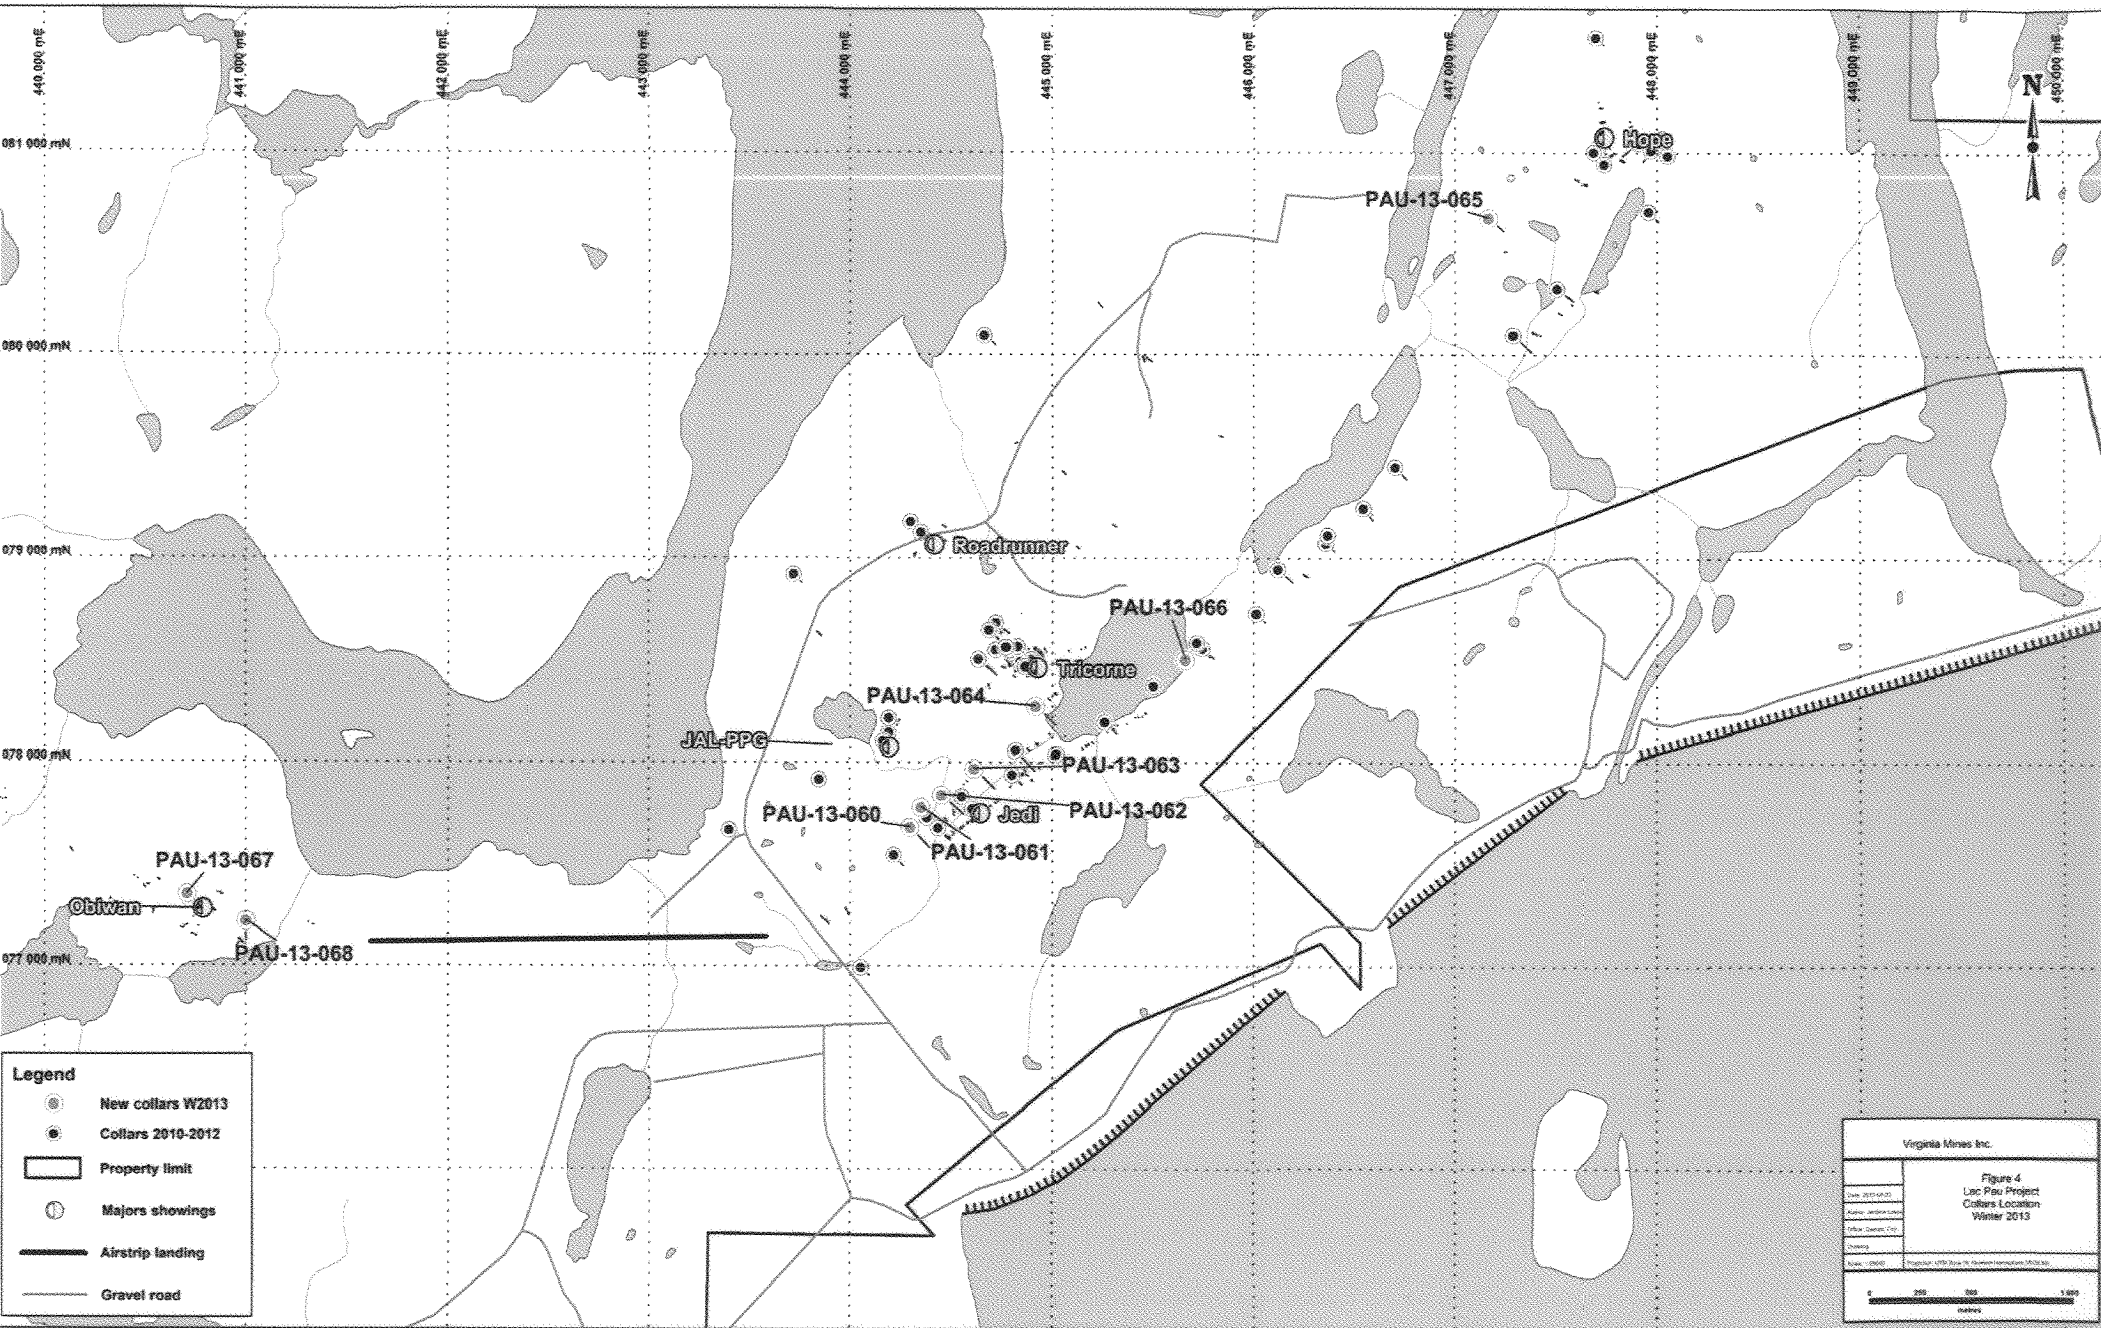 440 000 mE
441 000 mE
442 000 mE
443 000 mE
444 000 mE
445 000 mE
446 000 mE
447 000 mE
448 000 mE
449 000 mE
450 000 mE
N
081 000 mN
Hope
PAU-13-065
080 000 mN
Roadrunner
079 000 mN
PAU-13-066
Tricorne
PAU-13-064
JAL-PPG
078 000 mN
PAU-13-063
PAU-13-062
PAU-13-060
Jedi
PAU-13-061
PAU-13-067
Obiwan
PAU-13-068
077 000 mN
Legend
New collars W2013
Collars 2010-2012
Property limit
Majors showings
Airstrip landing
Gravel road
Virginia Mines Inc.
Figure 4
Lac Pau Project
Collars Location
Winter 2013
0 250 500 1 000
metres